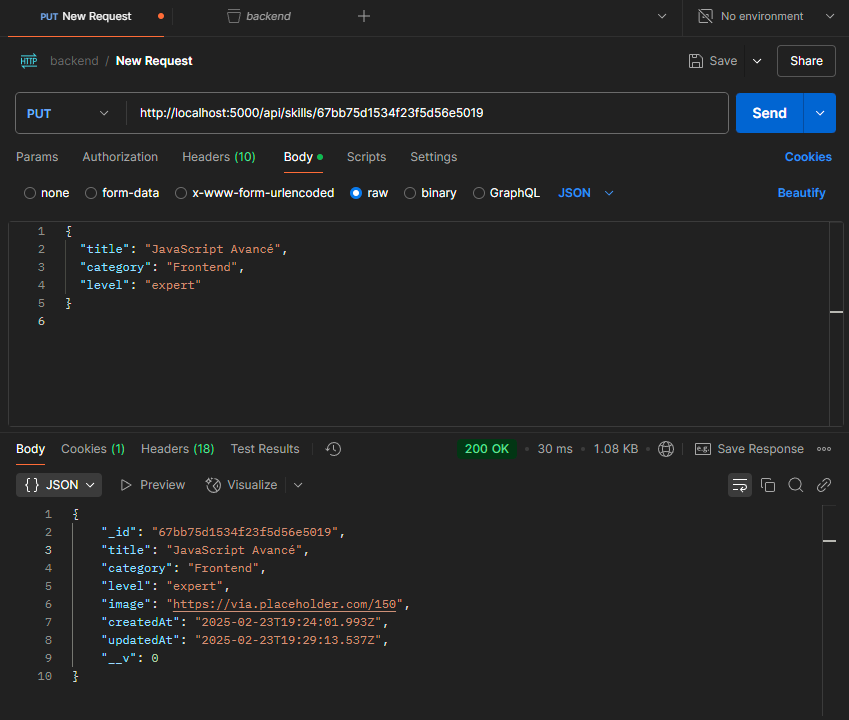 PUT New Request backend No environment
backend / New Request Save Share
PUT http://localhost:5000/api/skills/67bb75d1534f23f5d56e5019 Send
Params Authorization Headers (10) Body Scripts Settings Cookies
none form-data x-www-form-urlencoded raw binary GraphQL JSON Beautify
1 {
2 "title": "JavaScript Avancé",
3 "category": "Frontend",
4 "level": "expert"
5 }
6
Body Cookies (1) Headers (18) Test Results 200 OK 30 ms 1.08 KB e.g. Save Response
{} JSON Preview Visualize
1 {
2 "_id": "67bb75d1534f23f5d56e5019",
3 "title": "JavaScript Avancé",
4 "category": "Frontend",
5 "level": "expert",
6 "image": "https://via.placeholder.com/150",
7 "createdAt": "2025-02-23T19:24:01.993Z",
8 "updatedAt": "2025-02-23T19:29:13.537Z",
9 "__v": 0
10 }